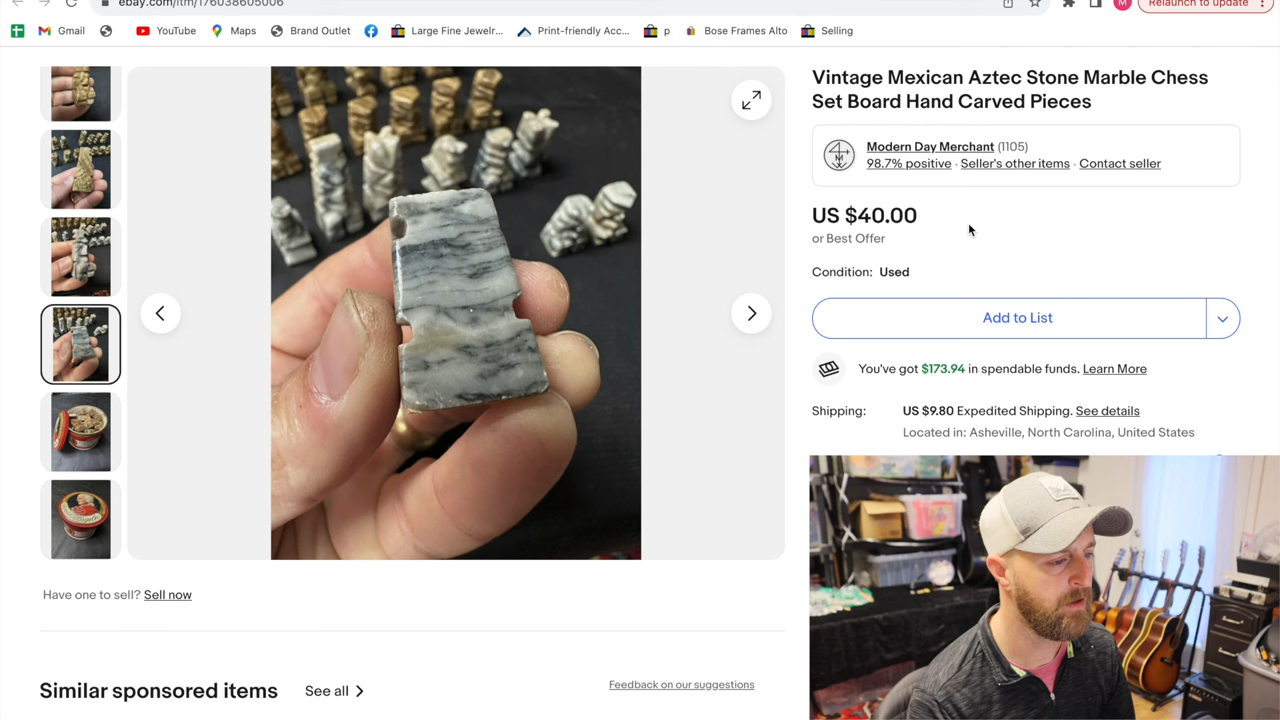 ebay.com/itm/176038605006
M
Relaunch to update
Gmail
YouTube
Maps
Brand Outlet
Large Fine Jewelr...
Print-friendly Acc...
p
Bose Frames Alto
Selling
Vintage Mexican Aztec Stone Marble Chess
Set Board Hand Carved Pieces
Modern Day Merchant (1105)
98.7% positive · Seller's other items · Contact seller
US $40.00
or Best Offer
Condition: Used
Add to List
You've got $173.94 in spendable funds. Learn More
Shipping: US $9.80 Expedited Shipping. See details
Located in: Asheville, North Carolina, United States
Have one to sell? Sell now
Similar sponsored items See all
Feedback on our suggestions